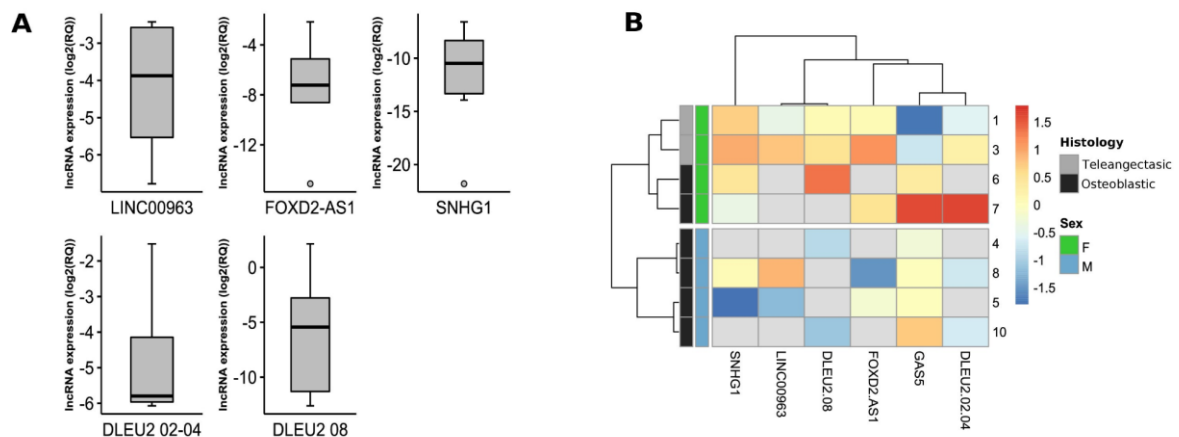 A
lncRNA expression (log2(RQ))
-3
-4
-5
-6
LINC00963
lncRNA expression (log2(RQ))
-4
-8
-12
FOXD2-AS1
lncRNA expression (log2(RQ))
-10
-15
-20
SNHG1
lncRNA expression (log2(RQ))
-2
-3
-4
-5
-6
DLEU2 02-04
lncRNA expression (log2(RQ))
0
-5
-10
DLEU2 08
B
1
3
6
7
4
8
5
10
SNHG1
LINC00963
DLEU2.08
FOXD2.AS1
GAS5
DLEU2.02.04
1.5
1
0.5
0
-0.5
-1
-1.5
Histology
Teleangectasic
Osteoblastic
Sex
F
M